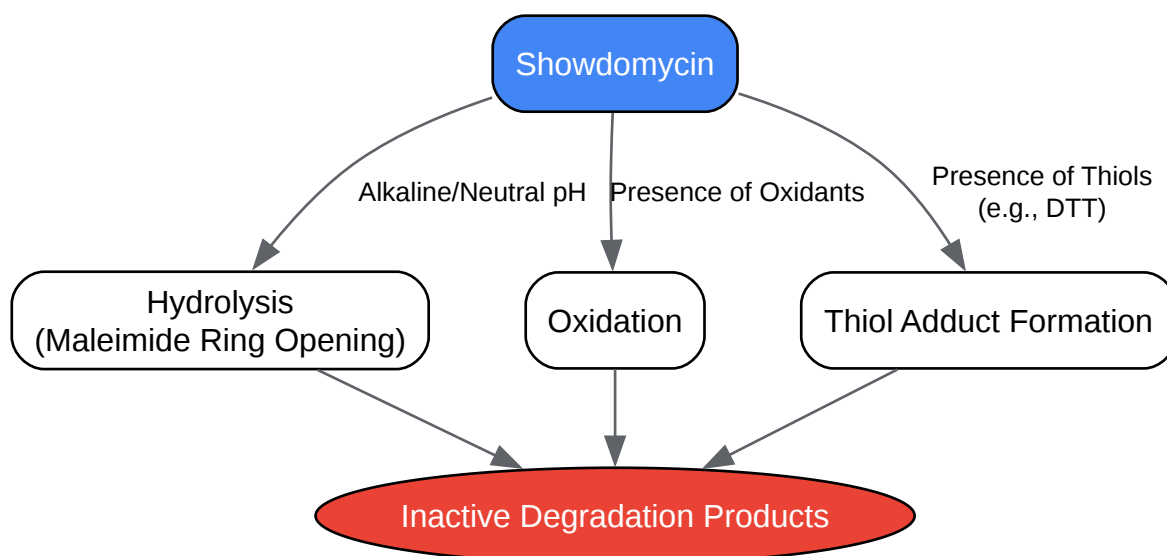 Showdomycin
Alkaline/Neutral pH
Presence of Oxidants
Presence of Thiols
(e.g., DTT)
Hydrolysis
(Maleimide Ring Opening)
Oxidation
Thiol Adduct Formation
Inactive Degradation Products